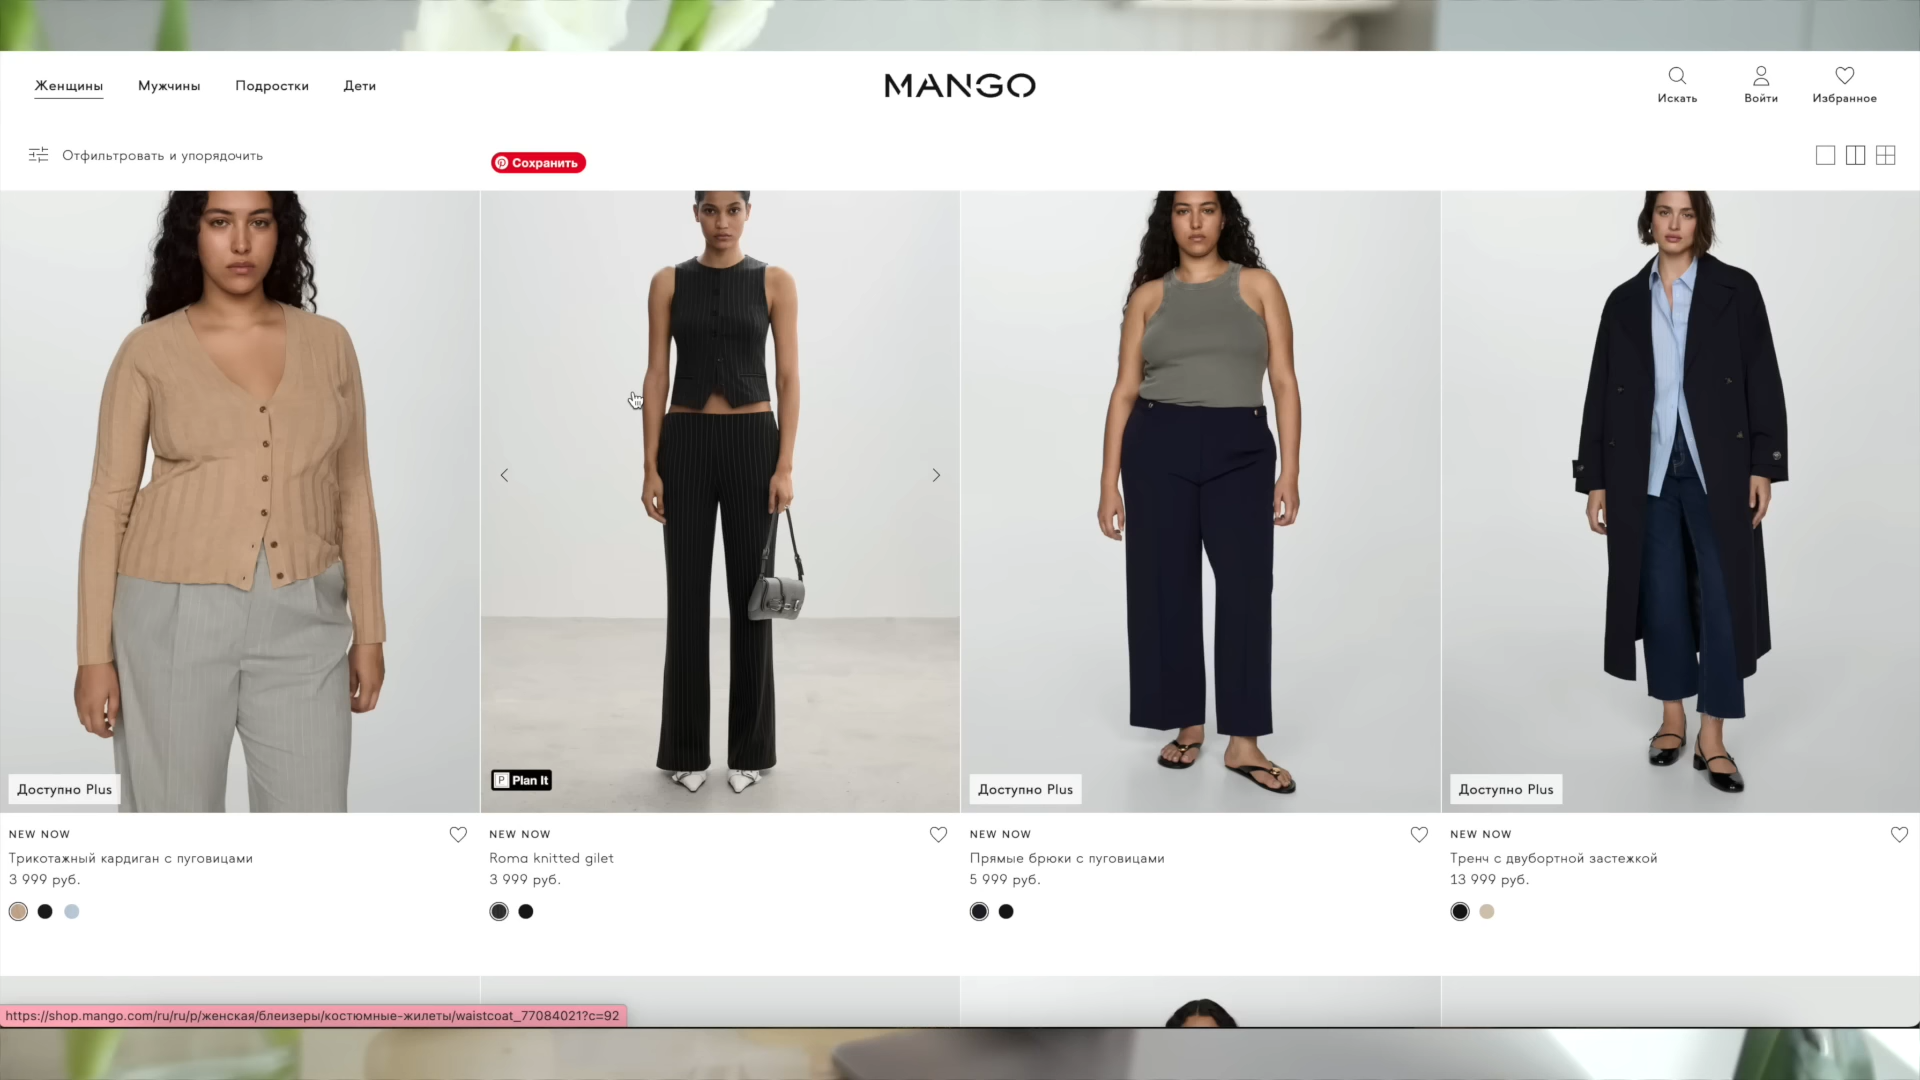 Женщины
Мужчины
Подростки
Дети
MANGO
Искать
Войти
Избранное
Отфильтровать и упорядочить
Сохранить
Доступно Plus
P Plan It
Доступно Plus
Доступно Plus
NEW NOW
Трикотажный кардиган с пуговицами
3 999 руб.
NEW NOW
Roma knitted gilet
3 999 руб.
NEW NOW
Прямые брюки с пуговицами
5 999 руб.
NEW NOW
Тренч с двубортной застежкой
13 999 руб.
https://shop.mango.com/ru/ru/p/женская/блеизеры/костюмные-жилеты/waistcoat_77084021?c=92